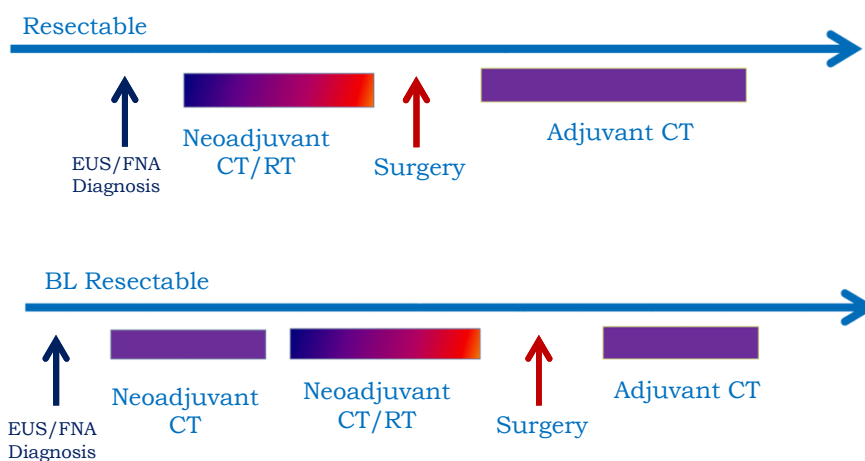 Resectable
EUS/FNA
Diagnosis
Neoadjuvant
CT/RT
Surgery
Adjuvant CT
BL Resectable
EUS/FNA
Diagnosis
Neoadjuvant
CT
Neoadjuvant
CT/RT
Surgery
Adjuvant CT